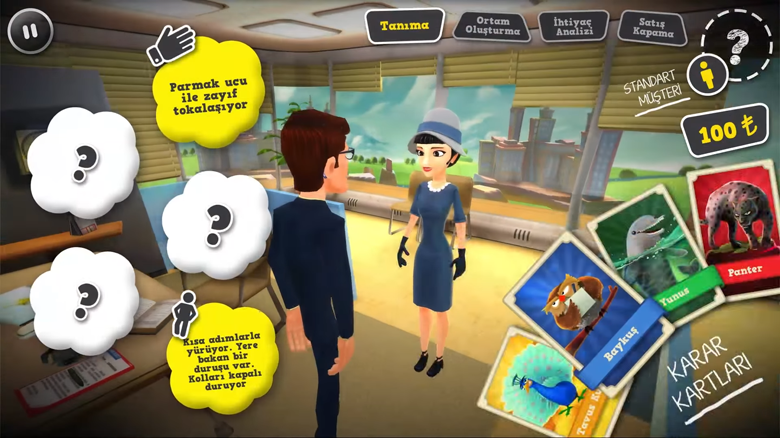 Tanıma
Ortam
Oluşturma
İhtiyaç
Analizi
Satış
Kapama
?
STANDART
MÜŞTERİ
100 ₺
Parmak ucu
ile zayıf
tokalaşıyor
?
?
?
Kısa adımlarla
yürüyor. Yere
bakan bir
duruşu var.
Kolları kapalı
duruyor
Panter
Yunus
Baykuş
Tavus
KARAR
KARTLARI